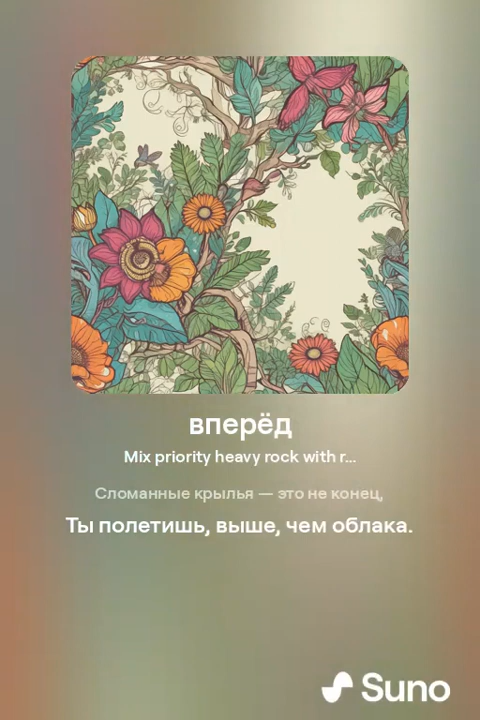 вперёд
Mix priority heavy rock with r...
Сломанные крылья — это не конец,
Ты полетишь, выше, чем облака.
Suno